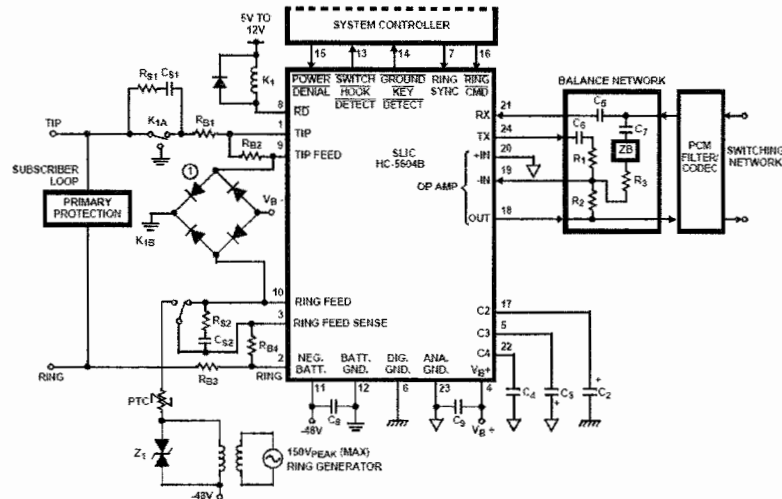 SYSTEM CONTROLLER
5V TO
12V
K1
RS1
CS1
15
13
14
7
16
POWER
DENIAL
SWITCH
HOOK
DETECT
GROUND
KEY
DETECT
RING
SYNC
RING
CMD
BALANCE NETWORK
8
RD
21
RX
C5
TIP
K1A
RB1
1
TIP
24
TX
C6
C7
RB2
9
TIP FEED
SLIC
HC-5504B
+IN
20
R1
ZB
PCM
FILTER/
CODEC
SWITCHING
NETWORK
SUBSCRIBER
LOOP
1
OP AMP
-IN
19
R2
R3
PRIMARY
PROTECTION
VB-
K1B
OUT
18
10
RING FEED
C2
17
RS2
CS2
3
RING FEED SENSE
C3
5
RB4
C4
22
RING
RB3
2
RING
NEG.
BATT.
BATT.
GND.
DIG.
GND.
ANA.
GND.
VB+
C4
C3
+
C2
+
PTC
11
12
6
23
4
-48V
C8
C9
VB +
Z1
150VPEAK (MAX)
RING GENERATOR
-48V